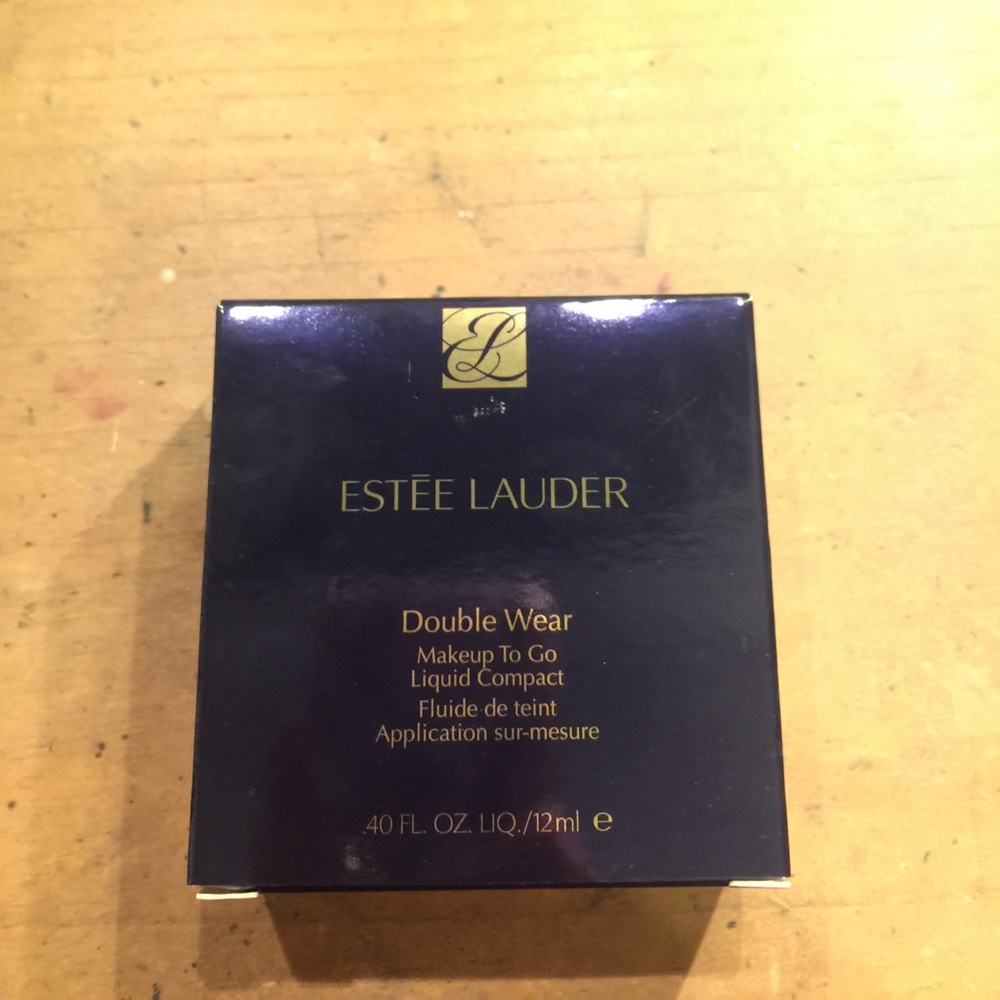 EL
ESTĒE LAUDER
Double Wear
Makeup To Go
Liquid Compact
Fluide de teint
Application sur-mesure
.40 FL. OZ. LIQ./12ml ℮